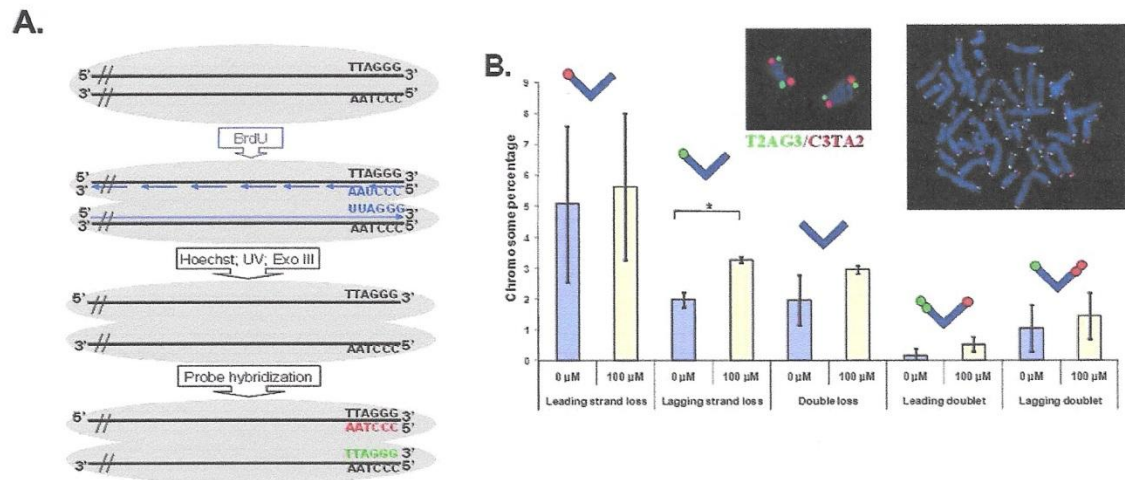 A.
5' TTAGGG 3'
3' AATCCC 5'
BrdU
5' TTAGGG 3'
3' AAUCCC 5'
5' UUAGGG 3'
3' AATCCC 5'
Hoechst; UV; Exo III
5' TTAGGG 3'
3' AATCCC 5'
Probe hybridization
5' TTAGGG 3'
AATCCC 5'
TTAGGG 3'
3' AATCCC 5'
B.
T2AG3/C3TA2
Chromosome percentage
9
8
7
6
5
4
3
2
1
0
*
0 µM 100 µM 0 µM 100 µM 0 µM 100 µM 0 µM 100 µM 0 µM 100 µM
Leading strand loss Lagging strand loss Double loss Leading doublet Lagging doublet